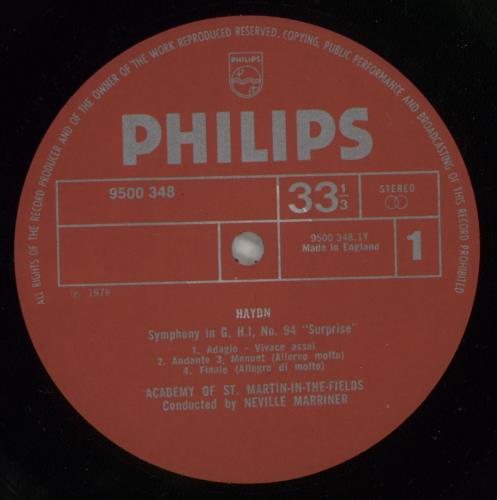 ALL RIGHTS OF THE RECORD PRODUCER AND OF THE OWNER OF THE WORK REPRODUCED RESERVED. COPYING, PUBLIC PERFORMANCE AND BROADCASTING OF THIS RECORD PROHIBITED
PHILIPS
PHILIPS
9500 348
33 1/3
STEREO
9500 348.1Y
Made in England
1
℗ 1978
HAYDN
Symphony in G, H.I, No. 94 "Surprise"
1. Adagio - Vivace assai
2. Andante 3. Menuet (Allegro molto)
4. Finale (Allegro di molto)
ACADEMY OF ST. MARTIN-IN-THE-FIELDS
Conducted by NEVILLE MARRINER